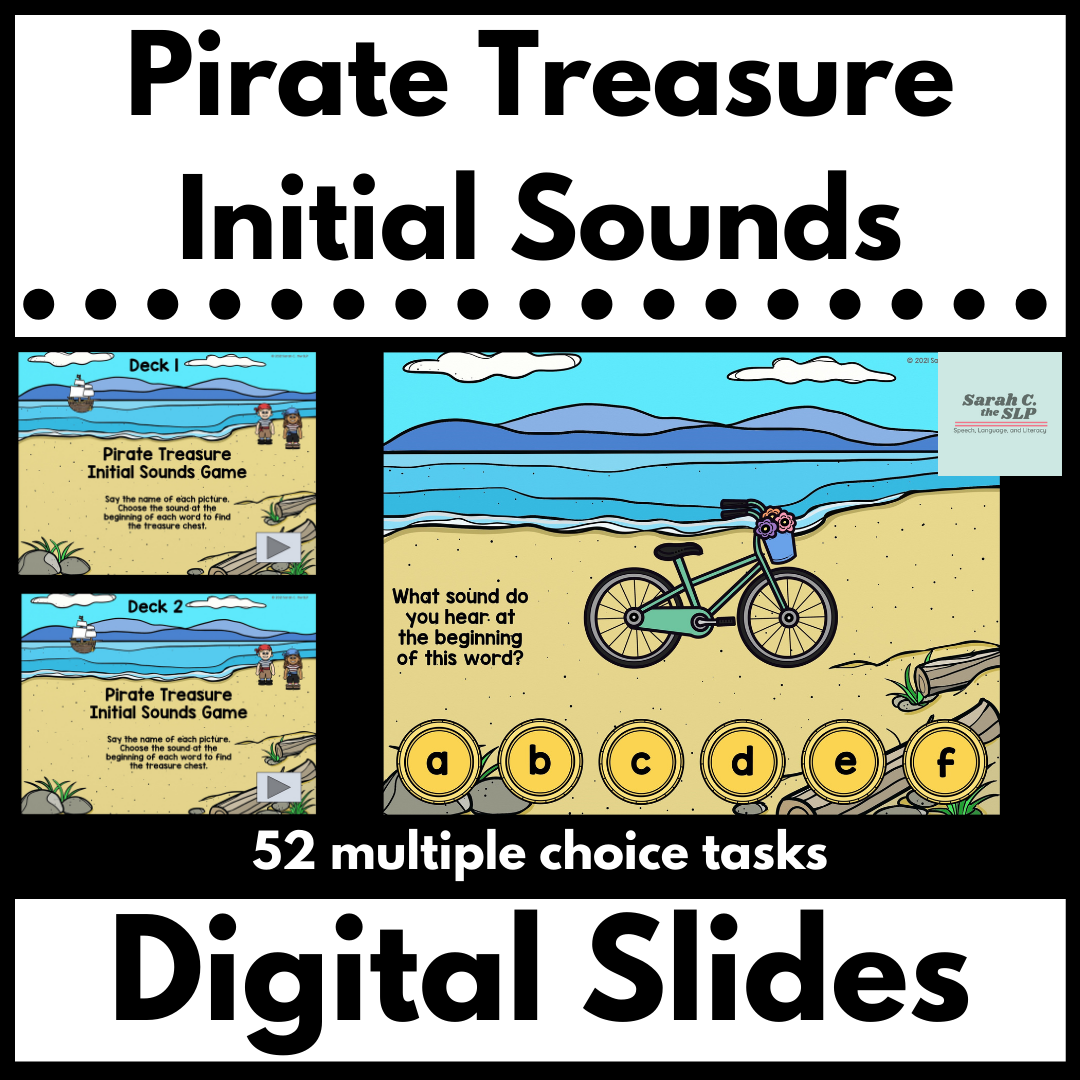 Pirate Treasure
Initial Sounds
Deck 1
Pirate Treasure
Initial Sounds Game
Say the name of each picture.
Choose the sound at the
beginning of each word to find
the treasure chest.
Deck 2
Pirate Treasure
Initial Sounds Game
Say the name of each picture.
Choose the sound at the
beginning of each word to find
the treasure chest.
© 2021 Sa
Sarah C.
the SLP
Speech, Language, and Literacy
What sound do
you hear at
the beginning
of this word?
a b c d e f
52 multiple choice tasks
Digital Slides